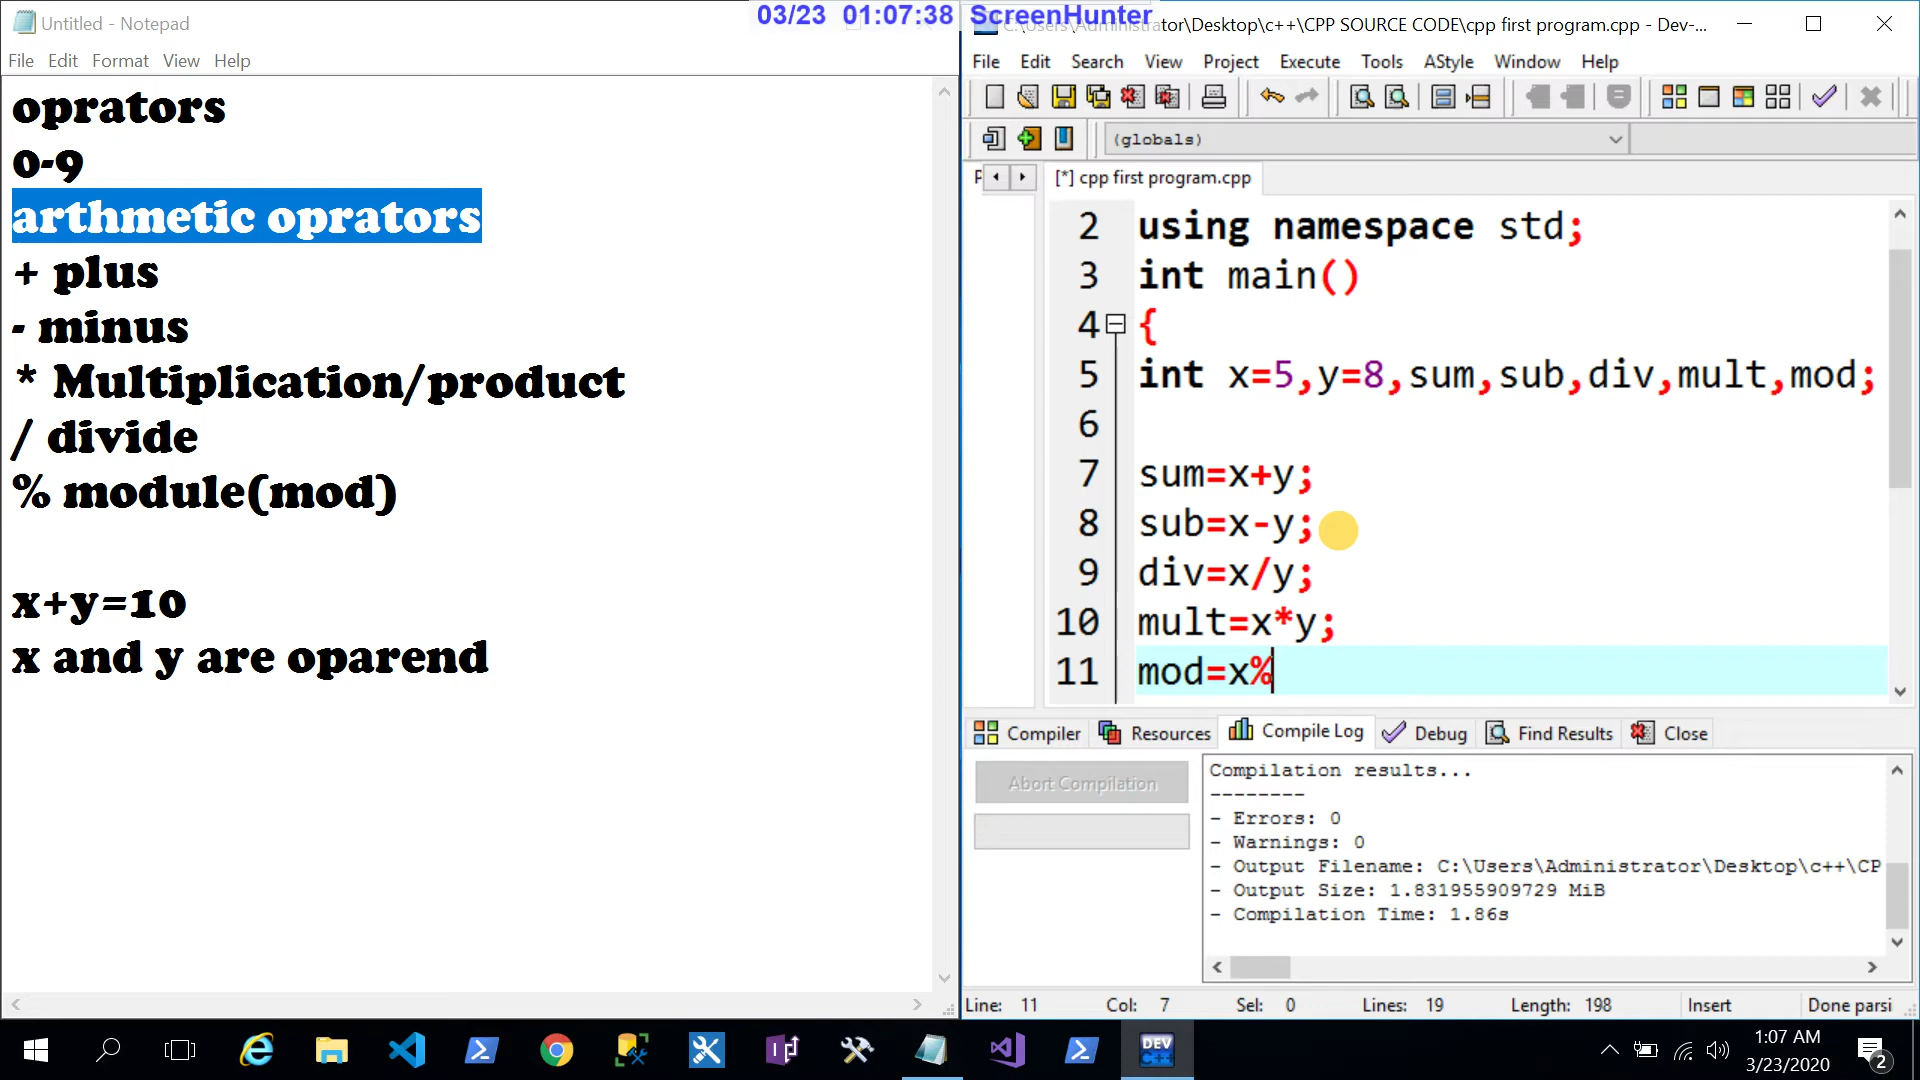 Untitled - Notepad
File Edit Format View Help
oprators
0-9
arthmetic oprators
+ plus
- minus
* Multiplication/product
/ divide
% module(mod)
x+y=10
x and y are oparend
03/23 01:07:38 ScreenHunter
C:\Users\Administrator\Desktop\c++\CPP SOURCE CODE\cpp first program.cpp - Dev-...
File Edit Search View Project Execute Tools AStyle Window Help
(globals)
[*] cpp first program.cpp
2 using namespace std;
3 int main()
4 {
5 int x=5,y=8,sum,sub,div,mult,mod;
6
7 sum=x+y;
8 sub=x-y;
9 div=x/y;
10 mult=x*y;
11 mod=x%
Compiler Resources Compile Log Debug Find Results Close
Abort Compilation
Compilation results...
--------
- Errors: 0
- Warnings: 0
- Output Filename: C:\Users\Administrator\Desktop\c++\CP
- Output Size: 1.831955909729 MiB
- Compilation Time: 1.86s
Line: 11 Col: 7 Sel: 0 Lines: 19 Length: 198 Insert Done parsi
DEV
C++
1:07 AM
3/23/2020
2